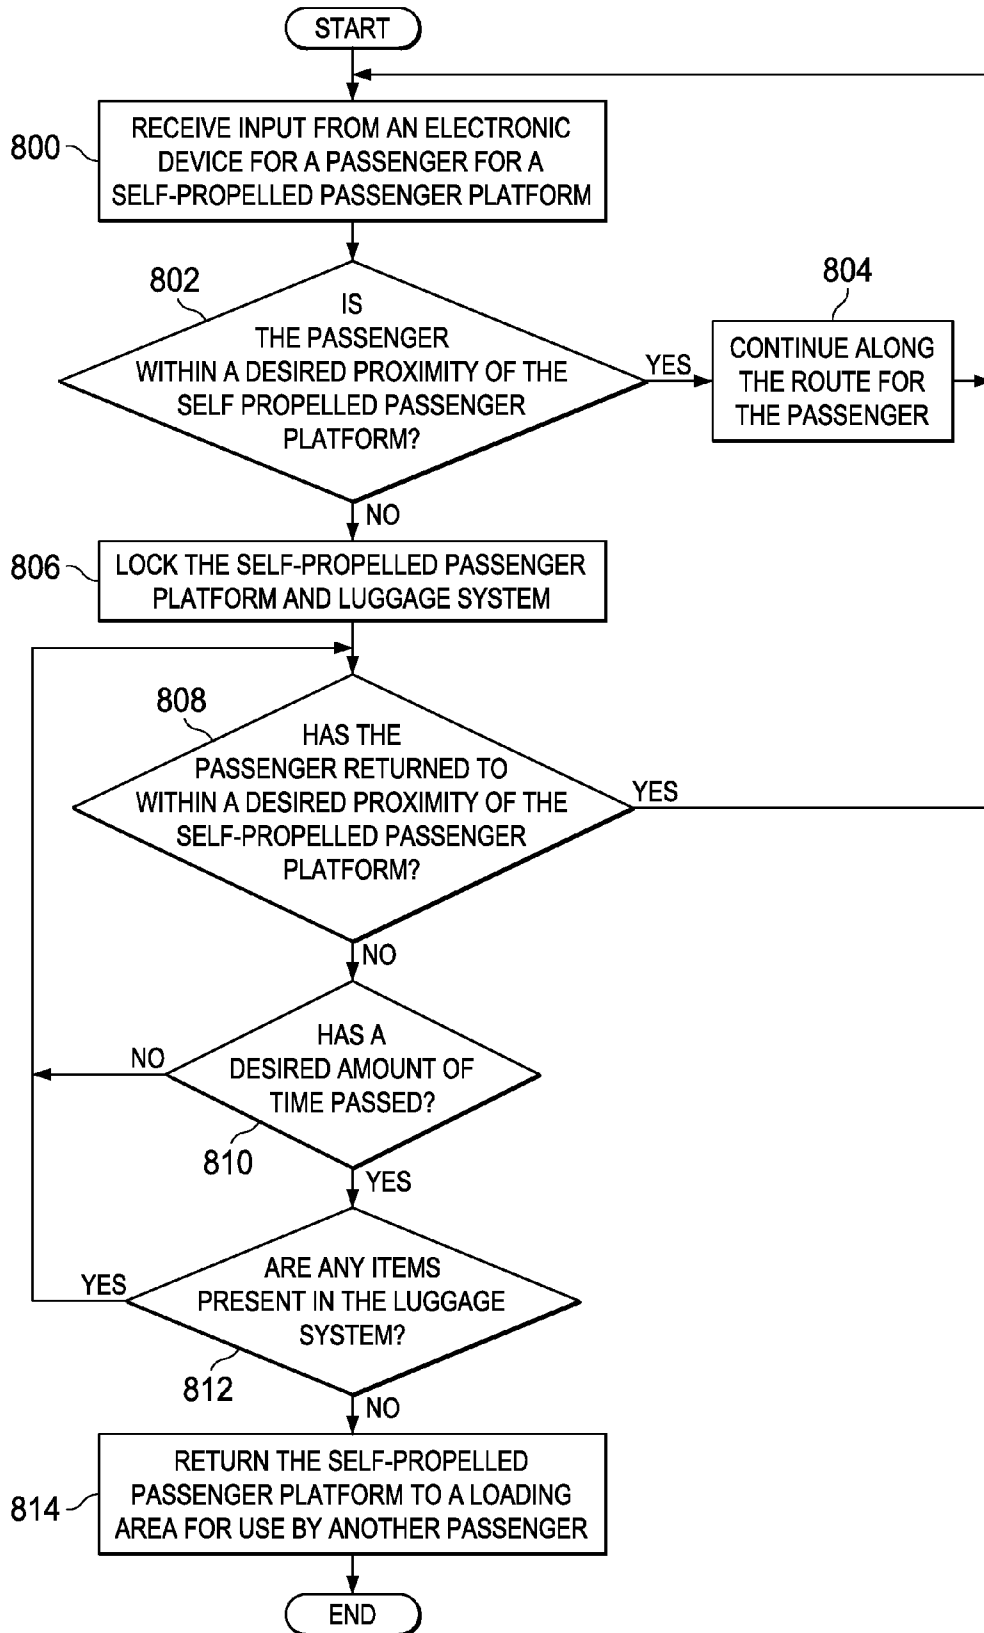 START
800
RECEIVE INPUT FROM AN ELECTRONIC
DEVICE FOR A PASSENGER FOR A
SELF-PROPELLED PASSENGER PLATFORM
802
IS
THE PASSENGER
WITHIN A DESIRED PROXIMITY OF THE
SELF PROPELLED PASSENGER
PLATFORM?
YES
804
CONTINUE ALONG
THE ROUTE FOR
THE PASSENGER
NO
806
LOCK THE SELF-PROPELLED PASSENGER
PLATFORM AND LUGGAGE SYSTEM
808
HAS THE
PASSENGER RETURNED TO
WITHIN A DESIRED PROXIMITY OF THE
SELF-PROPELLED PASSENGER
PLATFORM?
YES
NO
HAS A
DESIRED AMOUNT OF
TIME PASSED?
NO
810
YES
ARE ANY ITEMS
PRESENT IN THE LUGGAGE
SYSTEM?
YES
812
NO
814
RETURN THE SELF-PROPELLED
PASSENGER PLATFORM TO A LOADING
AREA FOR USE BY ANOTHER PASSENGER
END